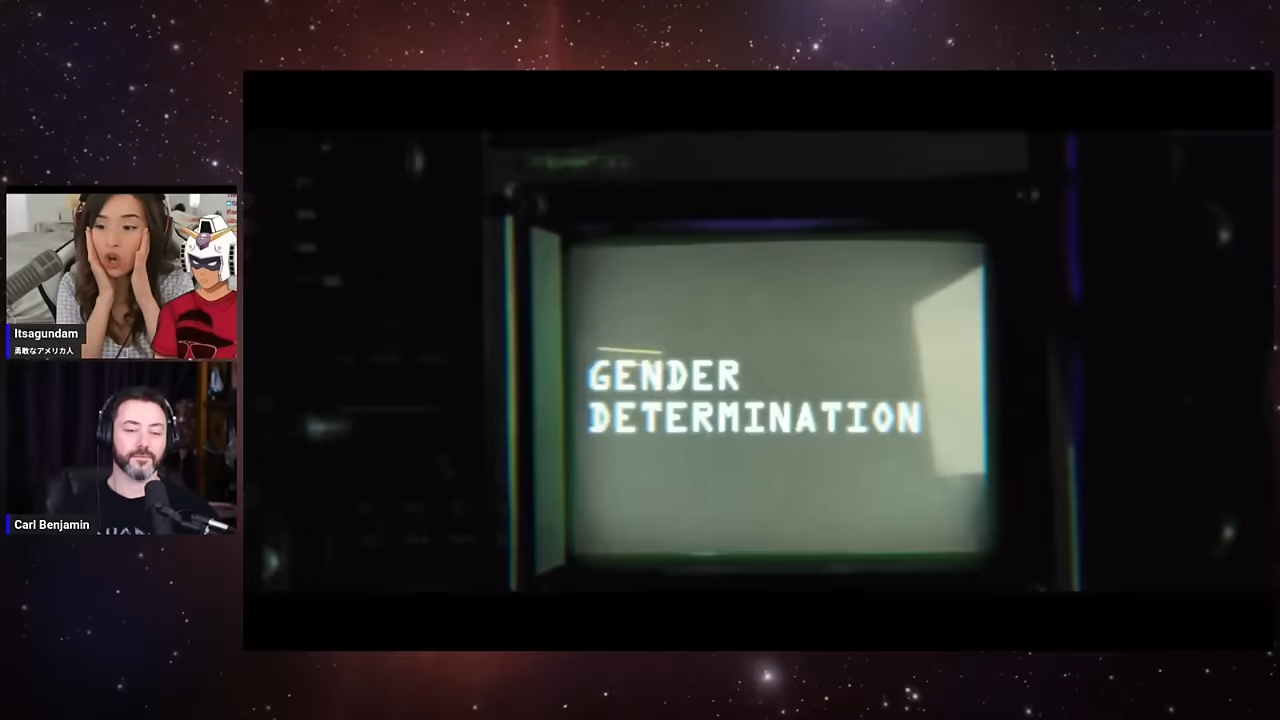 Itsagundam
勇敢なアメリカ人
Carl Benjamin
GENDER
DETERMINATION